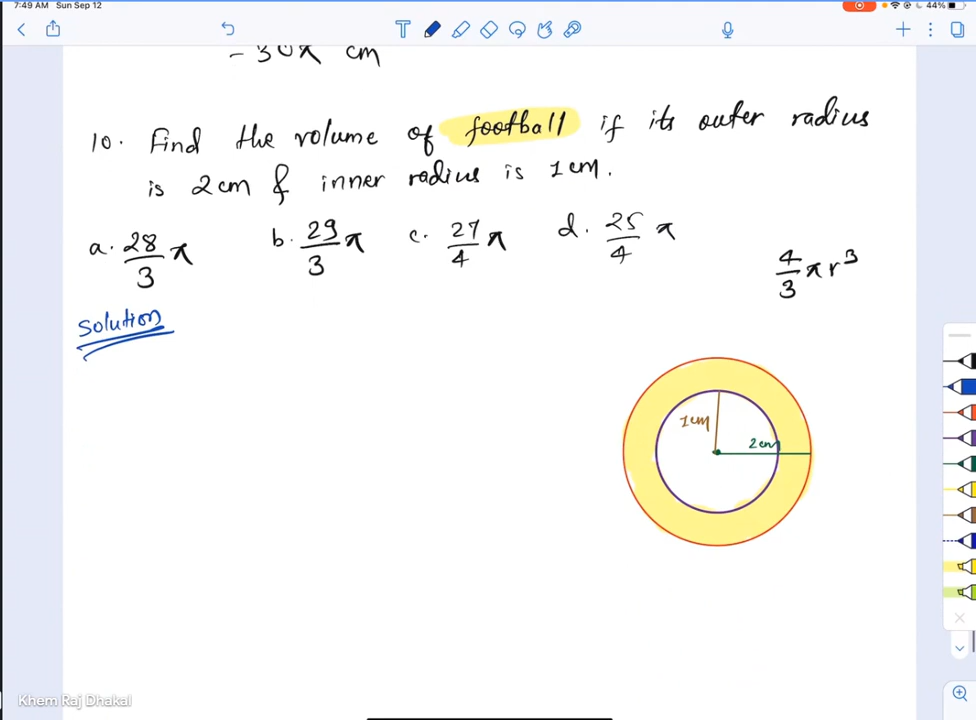 7:49 AM Sun Sep 12
44%
T
= 30π cm
10. Find the volume of football if its outer radius
is 2cm & inner radius is 1cm.
a. 28/3 π b. 29/3 π c. 27/4 π d. 25/4 π
4/3 πr³
Solution
1cm
2cm
Khem Raj Dhakal